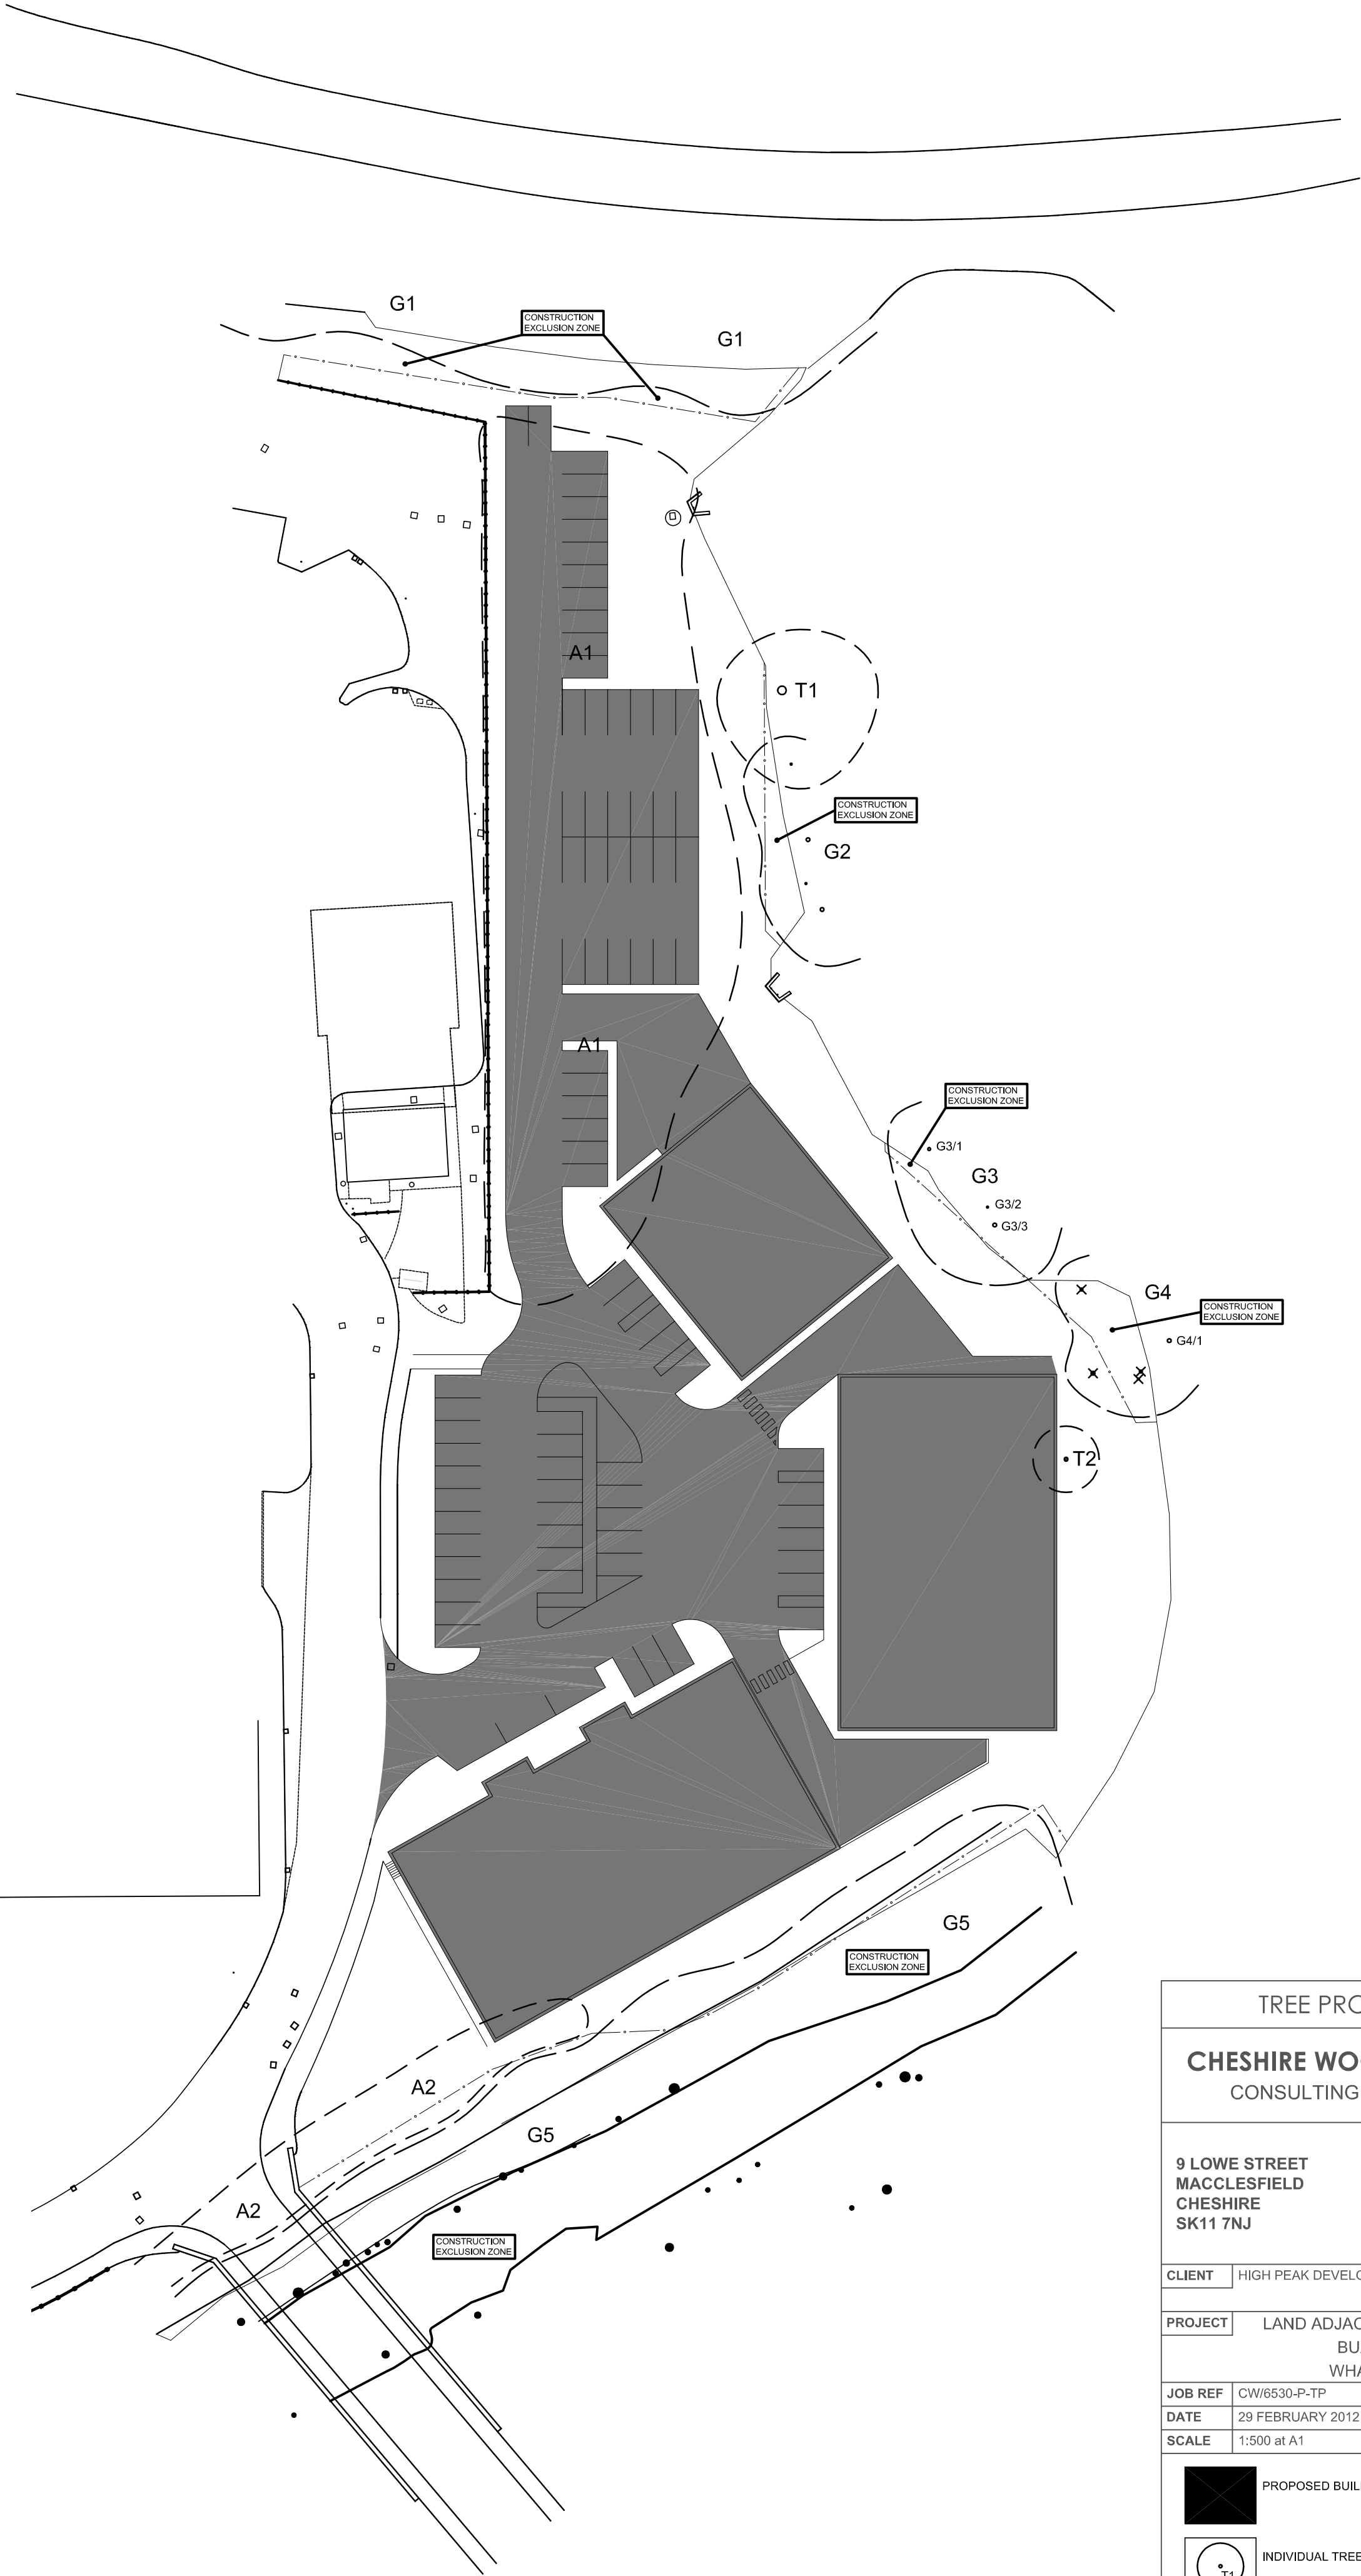 G1
CONSTRUCTION
EXCLUSION ZONE
G1
A1
T1
CONSTRUCTION
EXCLUSION ZONE
G2
A1
CONSTRUCTION
EXCLUSION ZONE
G3/1
G3
G3/2
G3/3
G4
CONSTRUCTION
EXCLUSION ZONE
G4/1
T2
G5
CONSTRUCTION
EXCLUSION ZONE
A2
G5
A2
CONSTRUCTION
EXCLUSION ZONE
TREE PRO
CHESHIRE WO
CONSULTING
9 LOWE STREET
MACCLESFIELD
CHESHIRE
SK11 7NJ
CLIENT HIGH PEAK DEVELO
PROJECT LAND ADJAC
BU
WHA
JOB REF CW/6530-P-TP
DATE 29 FEBRUARY 2012
SCALE 1:500 at A1
PROPOSED BUIL
INDIVIDUAL TREE
T1